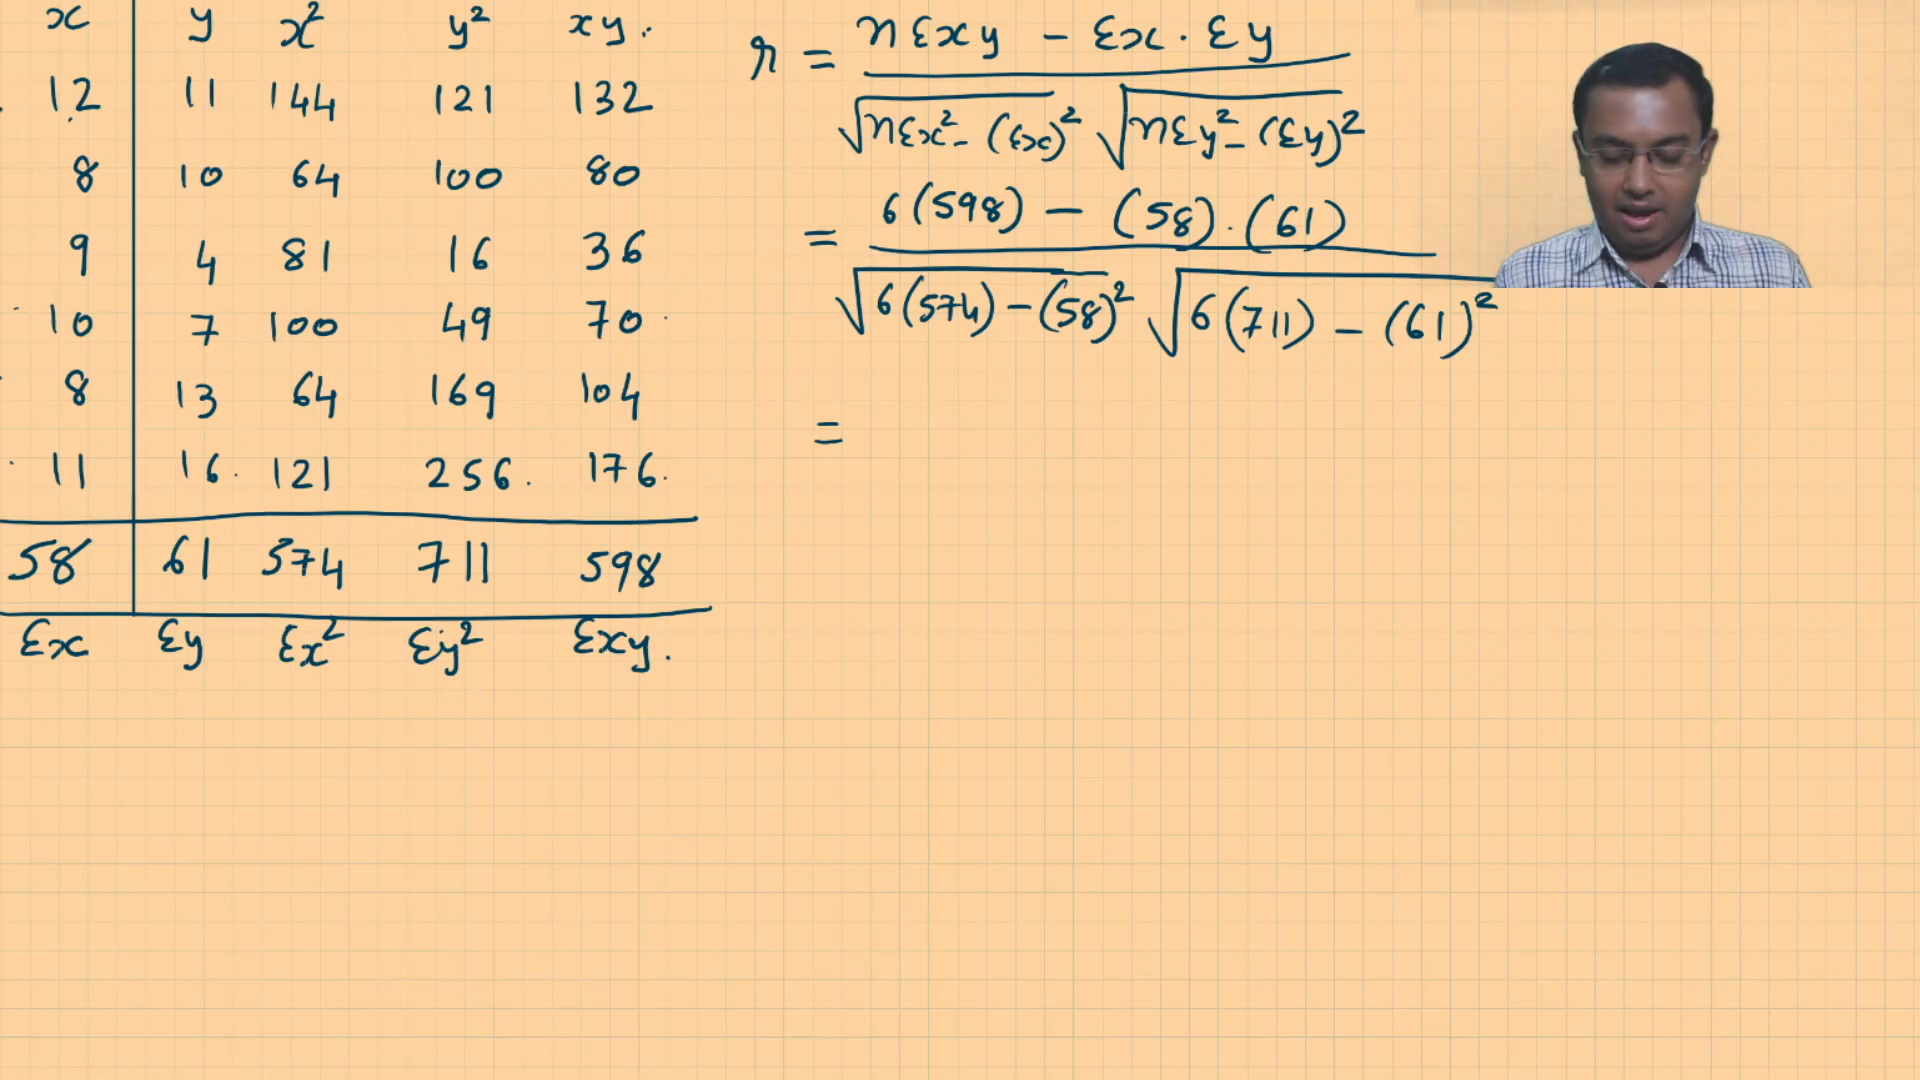 x y x² y² xy.
12 11 144 121 132
8 10 64 100 80
9 4 81 16 36
10 7 100 49 70
8 13 64 169 104
11 16 121 256 176
58 61 574 711 598
Σx Σy Σx² Σy² Σxy.
r = nΣxy - Σx · Σy
√nΣx² - (Σx)² √nΣy² - (Σy)²
= 6(598) - (58) · (61)
√6(574) - (58)² √6(711) - (61)²
=